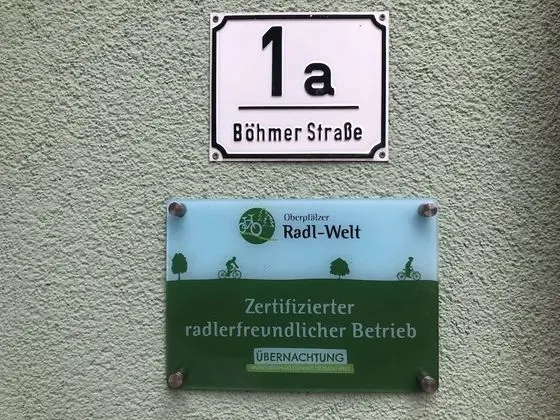 1a
Böhmer Straße
Oberpfälzer
Radl-Welt
Zertifizierter
radlerfreundlicher Betrieb
ÜBERNACHTUNG